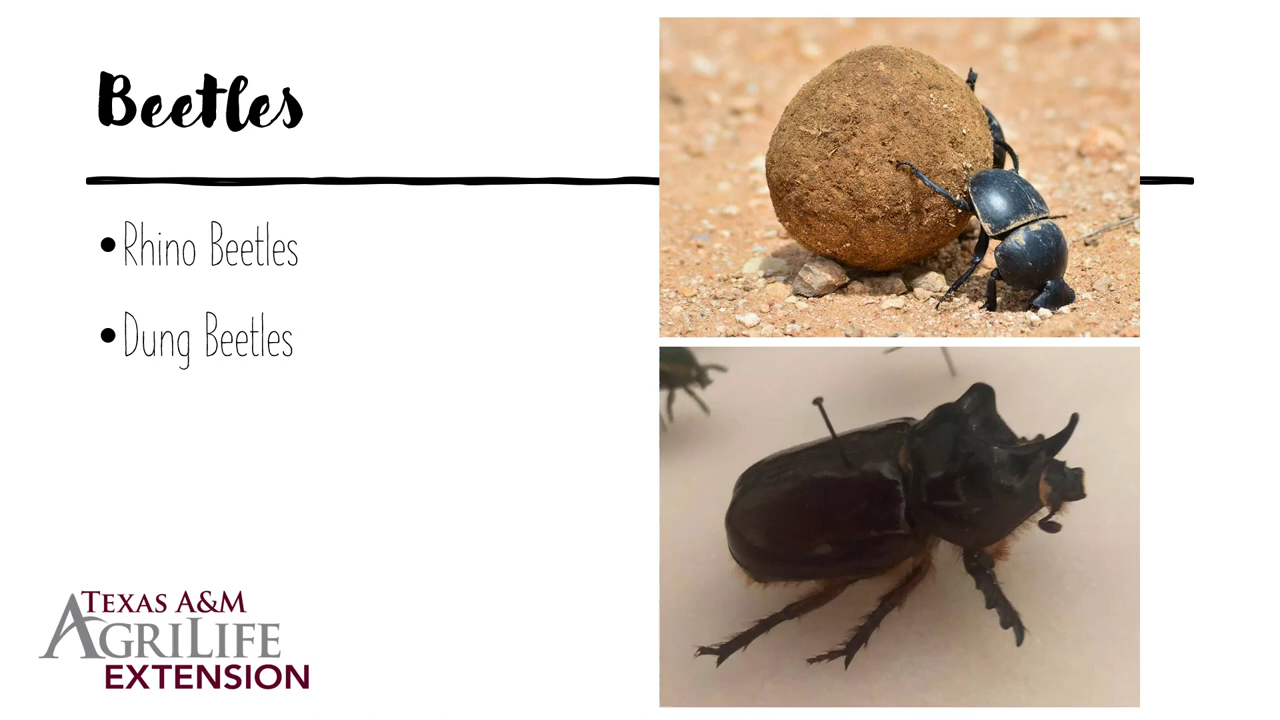 Beetles
•Rhino Beetles
•Dung Beetles
TEXAS A&M
AGRILIFE
EXTENSION